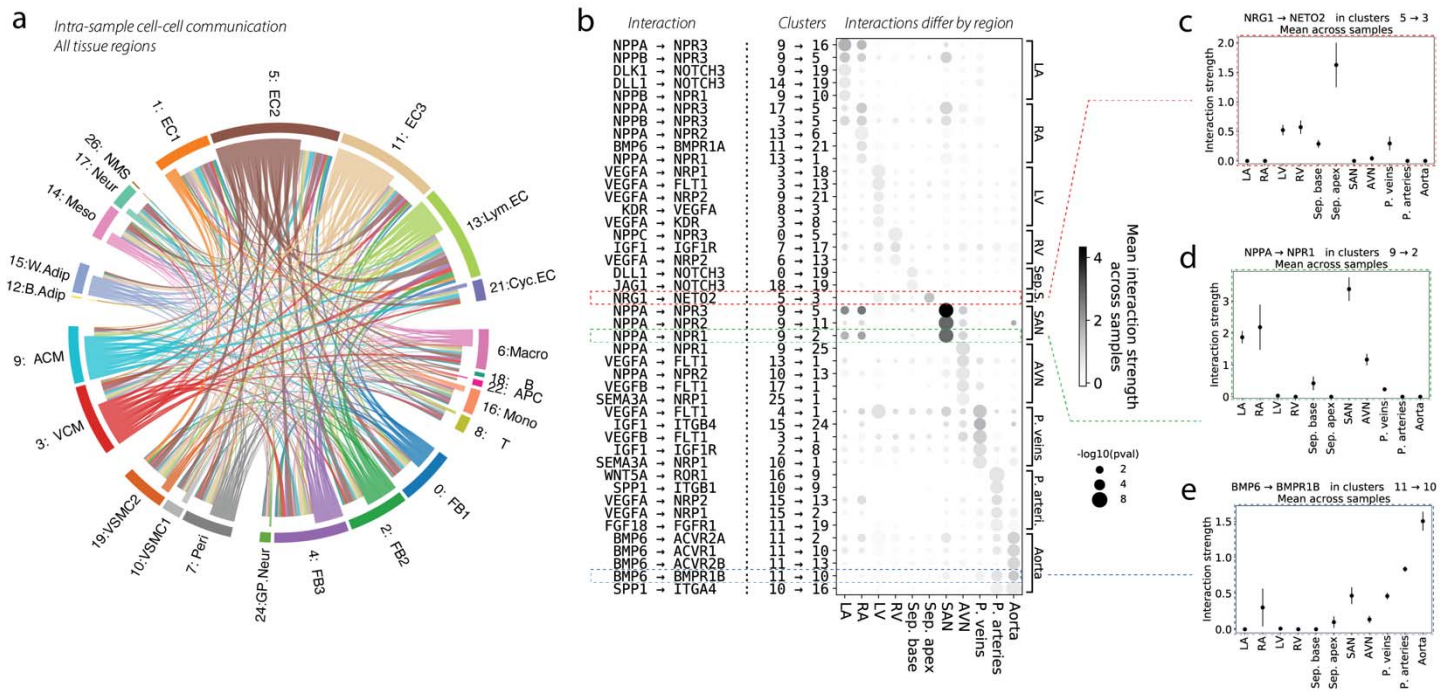 a
Intra-sample cell-cell communication
All tissue regions
5: EC2
11: EC3
1: EC1
13:Lym.EC
26: NMS
17: Neur
14: Meso
21:Cyc.EC
15:W.Adip
12:B.Adip
6:Macro
9: ACM
18: B
22: APC
16: Mono
8: T
3: VCM
0: FB1
19:VSMC2
10:VSMC1
7: Peri
24:GP.Neur
4: FB3
2: FB2
b
Interaction Clusters Interactions differ by region
NPPA → NPR3 : 9 → 16
NPPB → NPR3 : 9 → 5
DLK1 → NOTCH3 : 9 → 19
DLL1 → NOTCH3 : 14 → 19
NPPB → NPR1 : 9 → 10
NPPA → NPR3 : 17 → 5
NPPB → NPR3 : 3 → 5
NPPA → NPR2 : 13 → 6
BMP6 → BMPR1A : 11 → 21
NPPA → NPR1 : 13 → 1
VEGFA → NRP1 : 3 → 18
VEGFA → FLT1 : 3 → 13
VEGFA → NRP2 : 9 → 21
KDR → VEGFA : 8 → 3
VEGFA → KDR : 3 → 8
NPPC → NPR3 : 0 → 5
IGF1 → IGF1R : 7 → 17
VEGFA → NRP2 : 6 → 13
DLL1 → NOTCH3 : 0 → 19
JAG1 → NOTCH3 : 18 → 19
NRG1 → NETO2 : 5 → 3
NPPA → NPR3 : 9 → 5
NPPA → NPR2 : 9 → 11
NPPA → NPR1 : 9 → 2
NPPA → NPR1 : 9 → 25
VEGFA → FLT1 : 13 → 1
NPPA → NPR2 : 10 → 13
VEGFB → FLT1 : 17 → 1
SEMA3A → NRP1 : 25 → 1
VEGFA → FLT1 : 4 → 1
IGF1 → ITGB4 : 15 → 24
VEGFB → FLT1 : 3 → 1
IGF1 → IGF1R : 2 → 8
SEMA3A → NRP1 : 10 → 1
WNT5A → ROR1 : 16 → 9
SPP1 → ITGB1 : 10 → 9
VEGFA → NRP2 : 15 → 13
VEGFA → NRP1 : 15 → 2
FGF18 → FGFR1 : 11 → 19
BMP6 → ACVR2A : 11 → 2
BMP6 → ACVR1 : 11 → 10
BMP6 → ACVR2B : 11 → 13
BMP6 → BMPR1B : 11 → 10
SPP1 → ITGA4 : 10 → 16
LA
RA
LV
RV
Sep.
S
SAN
AVN
P. veins
P. arteri
Aorta
LA
RA
LV
RV
Sep. base
Sep. apex
SAN
AVN
P. veins
P. arteries
Aorta
4
2
0
Mean interaction strength
across samples
-log10(pval)
2
4
8
c
NRG1 → NETO2 in clusters 5 → 3
Mean across samples
Interaction strength
2.0
1.5
1.0
0.5
0.0
LA
RA
LV
RV
Sep. base
Sep. apex
SAN
AVN
P. veins
P. arteries
Aorta
d
NPPA → NPR1 in clusters 9 → 2
Mean across samples
Interaction strength
3
2
1
0
LA
RA
LV
RV
Sep. base
Sep. apex
SAN
AVN
P. veins
P. arteries
Aorta
e
BMP6 → BMPR1B in clusters 11 → 10
Mean across samples
Interaction strength
1.5
1.0
0.5
0.0
LA
RA
LV
RV
Sep. base
Sep. apex
SAN
AVN
P. veins
P. arteries
Aorta